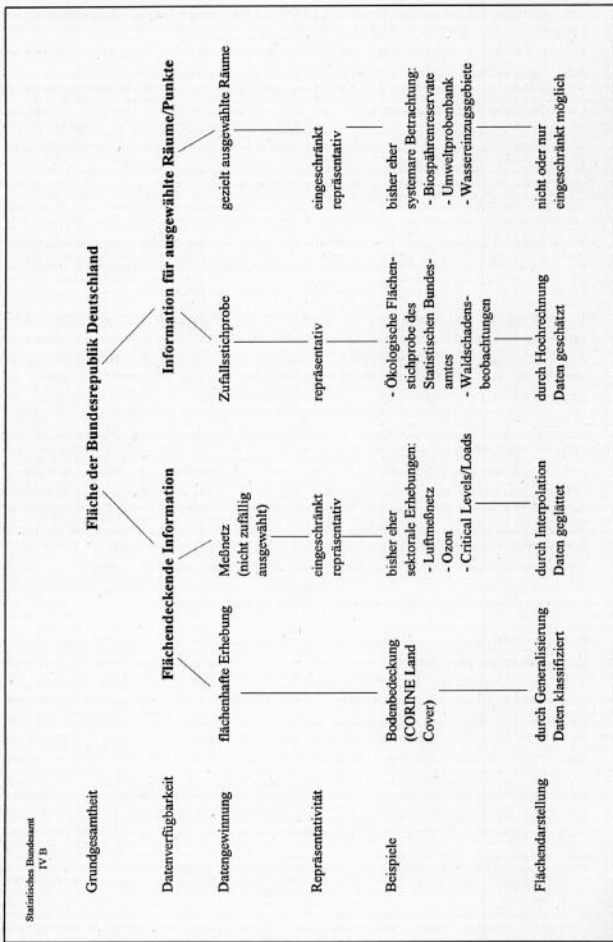 Statistisches Bundesamt
IV B
Grundgesamtheit
Fläche der Bundesrepublik Deutschland
Datenverfügbarkeit
Flächendeckende Information
Information für ausgewählte Räume/Punkte
Datengewinnung
flächenhafte Erhebung
Meßnetz
(nicht zufällig
ausgewählt)
Zufallsstichprobe
gezielt ausgewählte Räume
Repräsentativität
eingeschränkt
repräsentativ
repräsentativ
eingeschränkt
repräsentativ
Beispiele
Bodenbedeckung
(CORINE Land
Cover)
bisher eher
sektorale Erhebungen:
- Luftmeßnetz
- Ozon
- Critical Levels/Loads
- Ökologische Flächen-
stichprobe des
Statistischen Bundes-
amtes
- Waldschadens-
beobachtungen
bisher eher
systemare Betrachtung:
- Biospährenreservate
- Umweltprobenbank
- Wassereinzugsgebiete
Flächendarstellung
durch Generalisierung
Daten klassifiziert
durch Interpolation
Daten geglättet
durch Hochrechnung
Daten geschätzt
nicht oder nur
eingeschränkt möglich